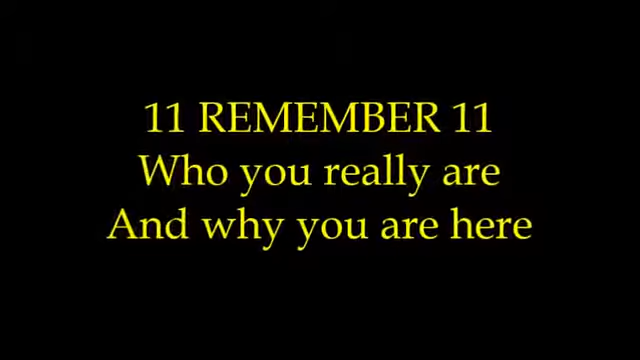 11 REMEMBER 11
Who you really are
And why you are here